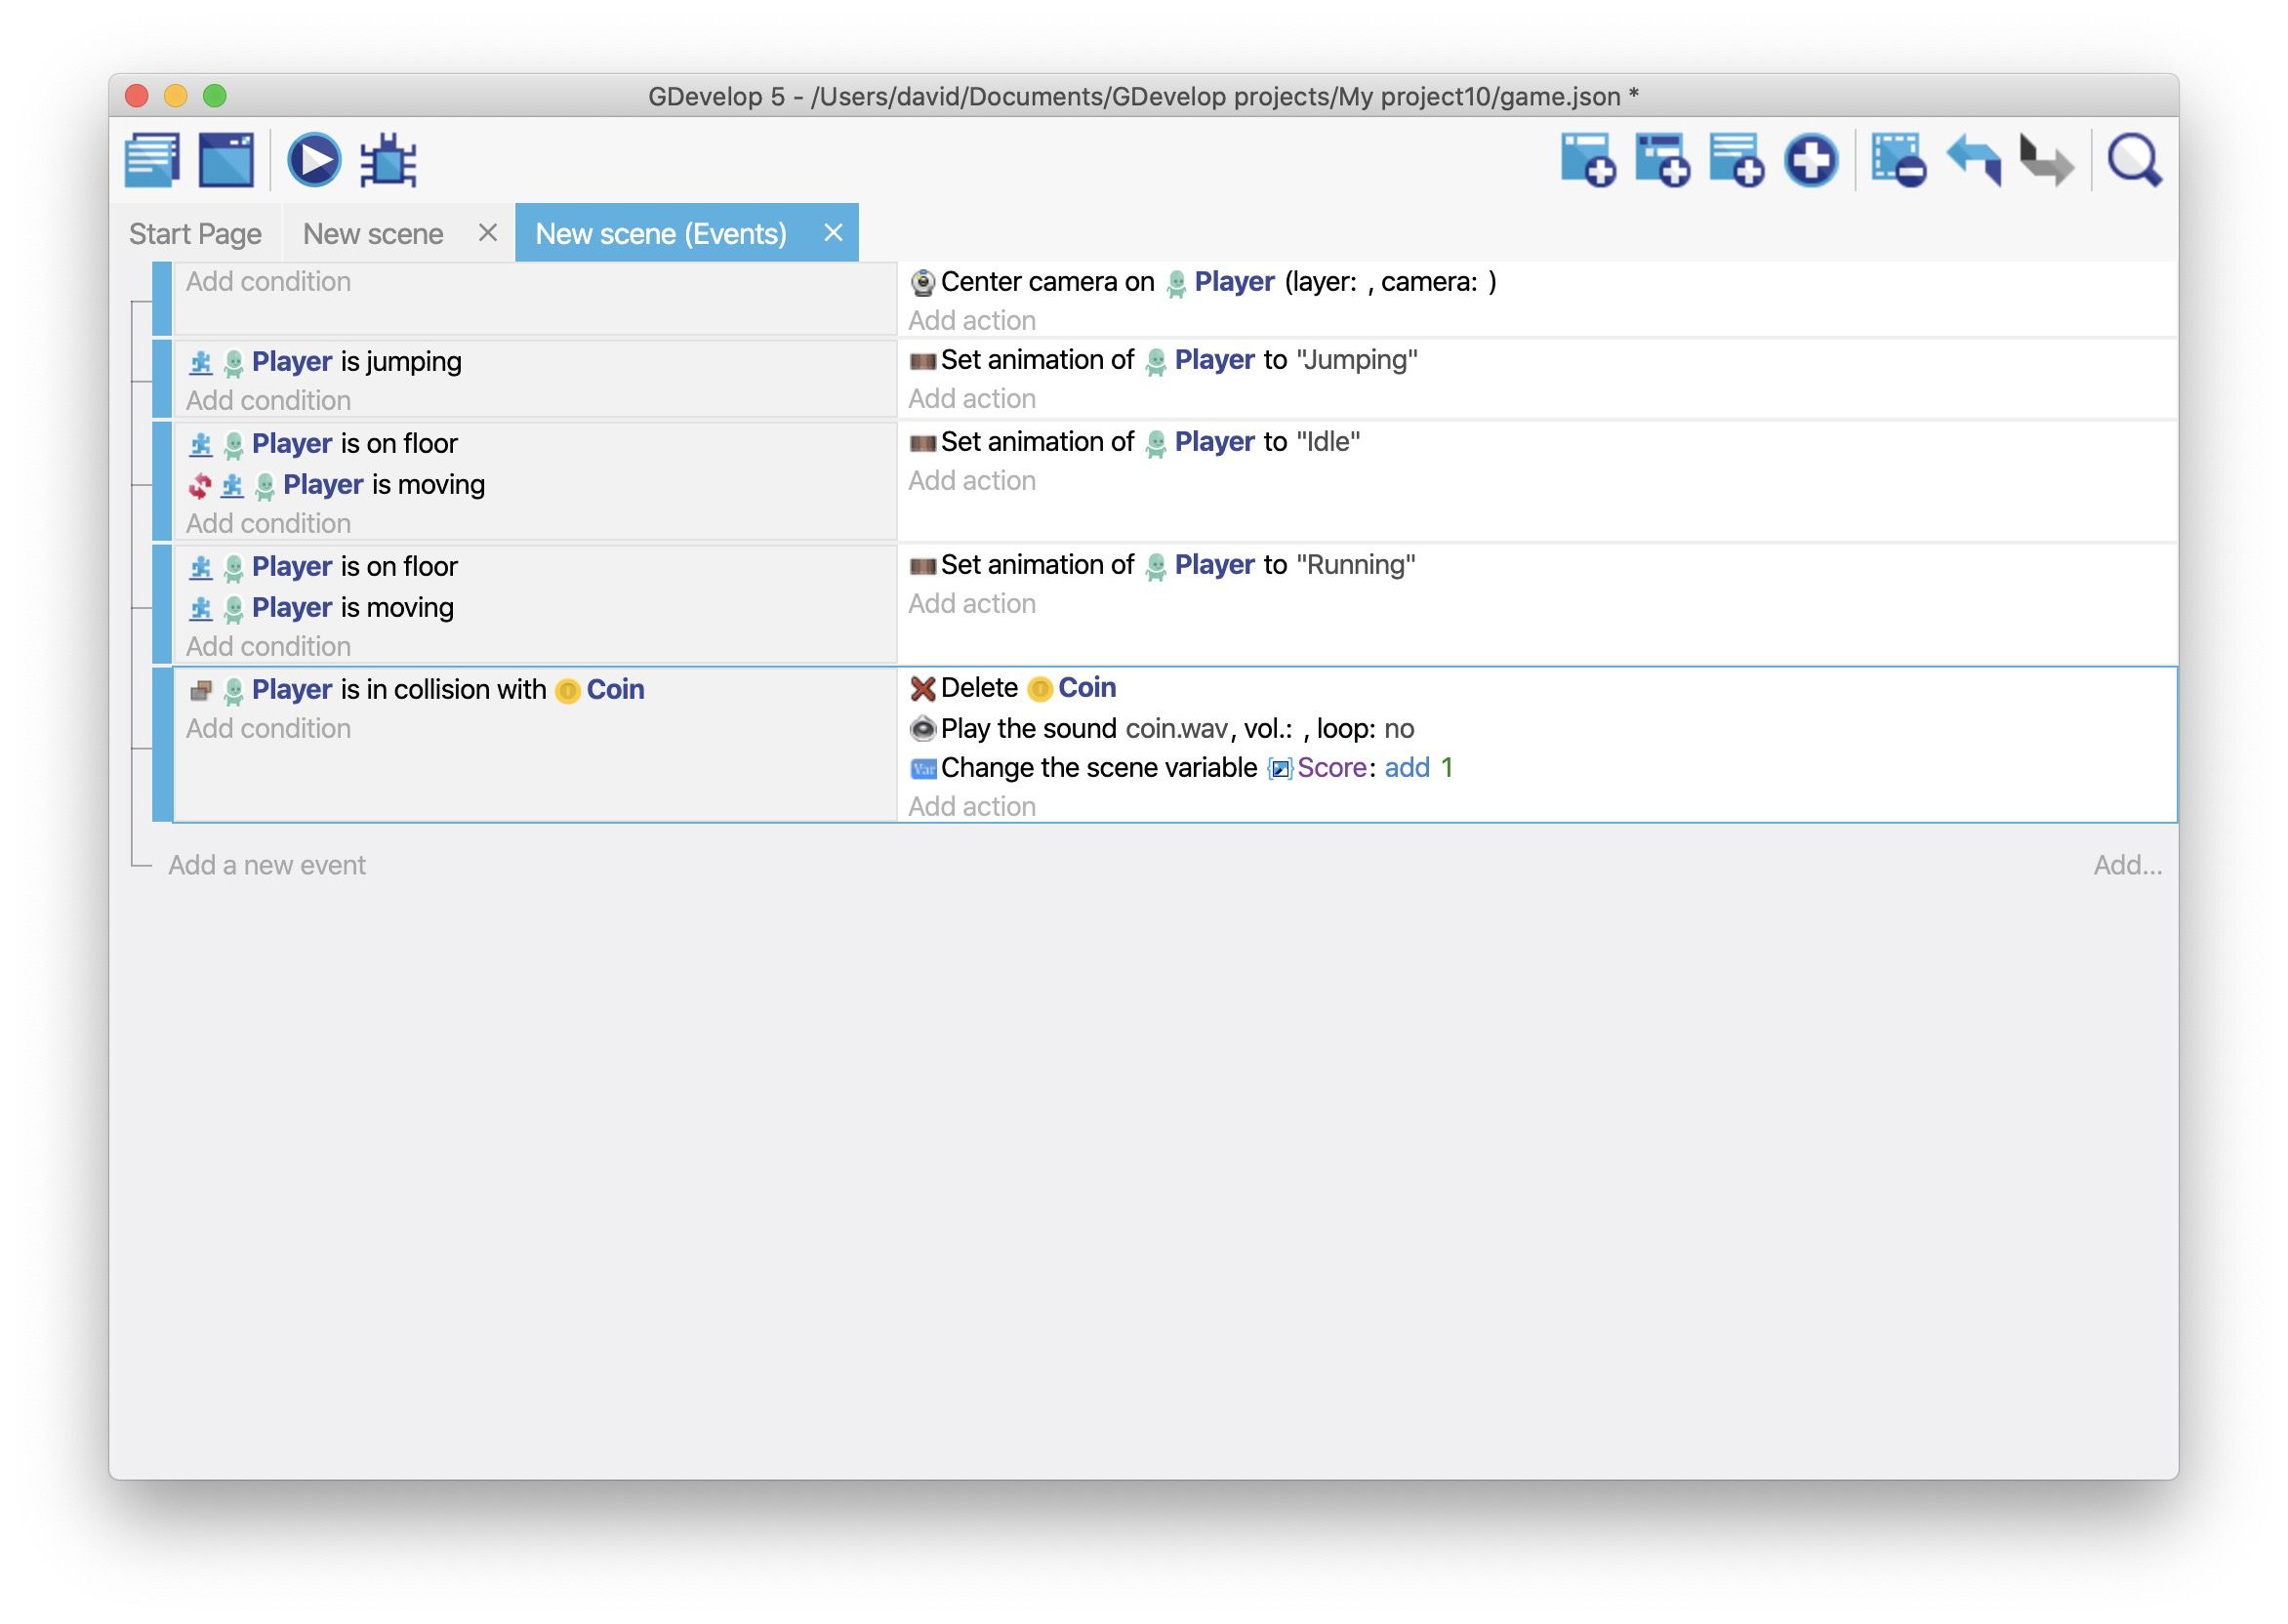 GDevelop 5 - /Users/david/Documents/GDevelop projects/My project10/game.json *
Start Page New scene × New scene (Events) ×
Add condition
Center camera on Player (layer: , camera: )
Add action
Player is jumping
Add condition
Set animation of Player to "Jumping"
Add action
Player is on floor
Player is moving
Add condition
Set animation of Player to "Idle"
Add action
Player is on floor
Player is moving
Add condition
Set animation of Player to "Running"
Add action
Player is in collision with Coin
Add condition
Delete Coin
Play the sound coin.wav, vol.: , loop: no
Var Change the scene variable Score: add 1
Add action
Add a new event
Add...